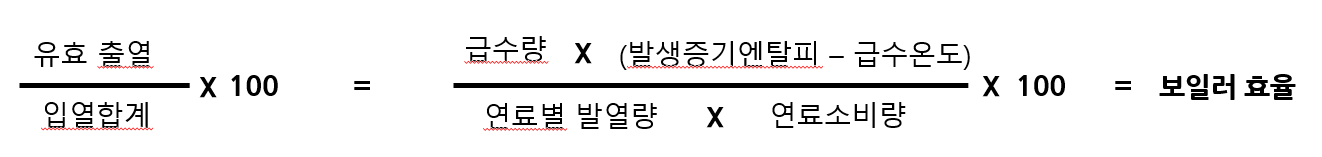 유효 출열
입열합계
X 100
=
급수량 X (발생증기엔탈피 – 급수온도)
연료별 발열량 X 연료소비량
X 100
=
보일러 효율